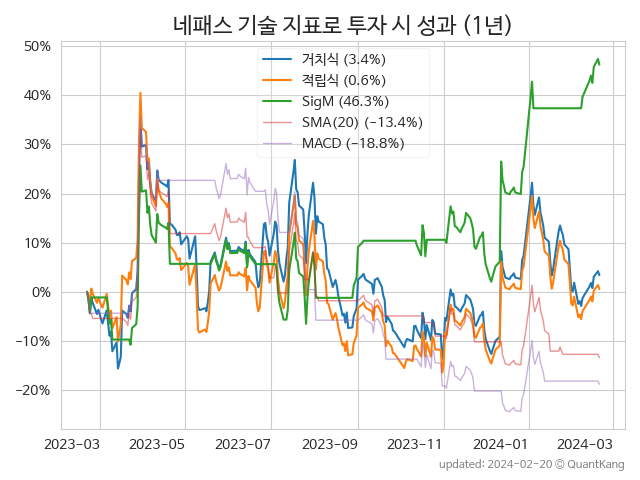 네패스 기술 지표로 투자 시 성과 (1년)
50%
40%
30%
20%
10%
0%
−10%
−20%
거치식 (3.4%)
적립식 (0.6%)
SigM (46.3%)
SMA(20) (−13.4%)
MACD (−18.8%)
2023-03 2023-05 2023-07 2023-09 2023-11 2024-01 2024-03
updated: 2024-02-20 ⓒ QuantKang